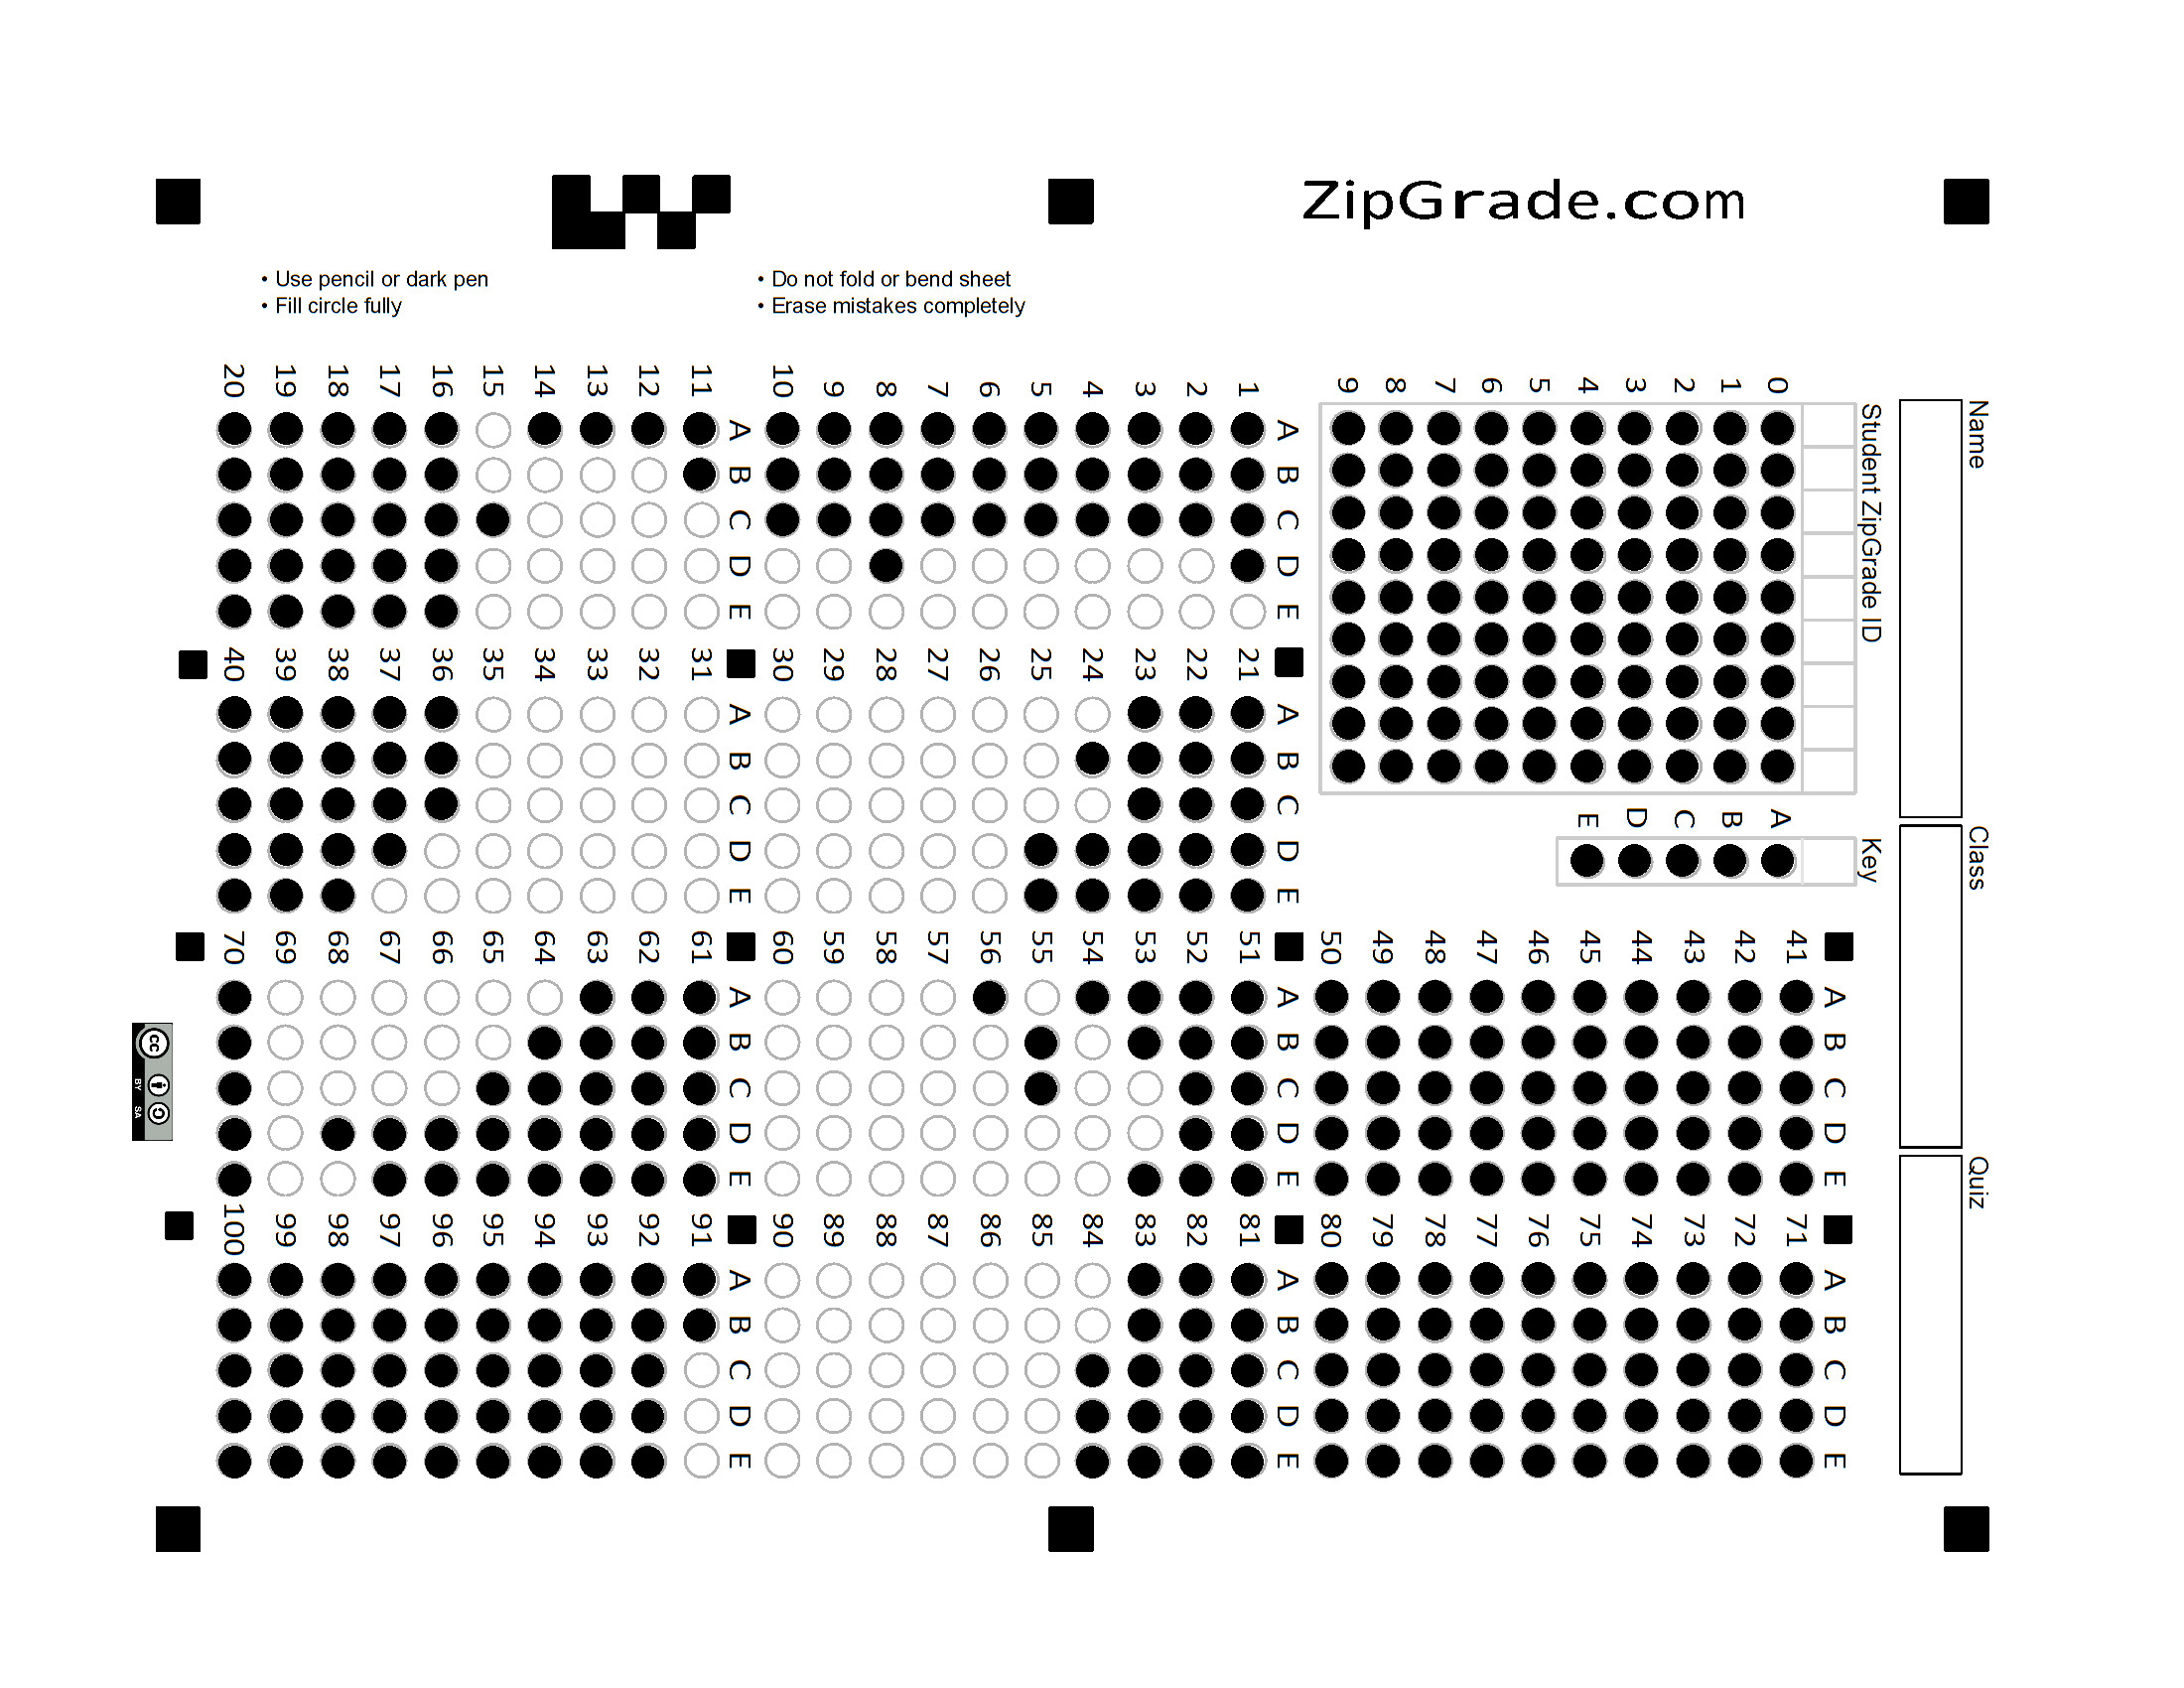 ZipGrade.com
• Use pencil or dark pen
• Fill circle fully
• Do not fold or bend sheet
• Erase mistakes completely
Name
Class
Quiz
Student ZipGrade ID
0 1 2 3 4 5 6 7 8 9
Key
A B C D E
A B C D E
1 2 3 4 5 6 7 8 9 10
A B C D E
11 12 13 14 15 16 17 18 19 20
A B C D E
21 22 23 24 25 26 27 28 29 30
A B C D E
31 32 33 34 35 36 37 38 39 40
A B C D E
41 42 43 44 45 46 47 48 49 50
A B C D E
51 52 53 54 55 56 57 58 59 60
A B C D E
61 62 63 64 65 66 67 68 69 70
A B C D E
71 72 73 74 75 76 77 78 79 80
A B C D E
81 82 83 84 85 86 87 88 89 90
A B C D E
91 92 93 94 95 96 97 98 99 100
A B C D E
cc
BY SA